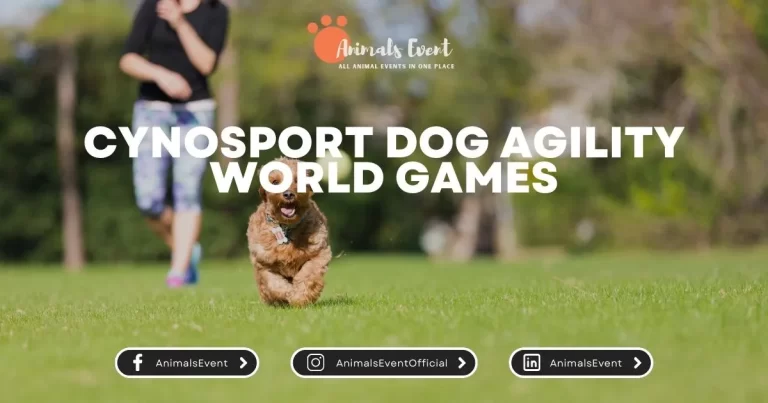 Animals Event
ALL ANIMAL EVENTS IN ONE PLACE
CYNOSPORT DOG AGILITY
WORLD GAMES
AnimalsEvent
AnimalsEventOfficial
AnimalsEvent